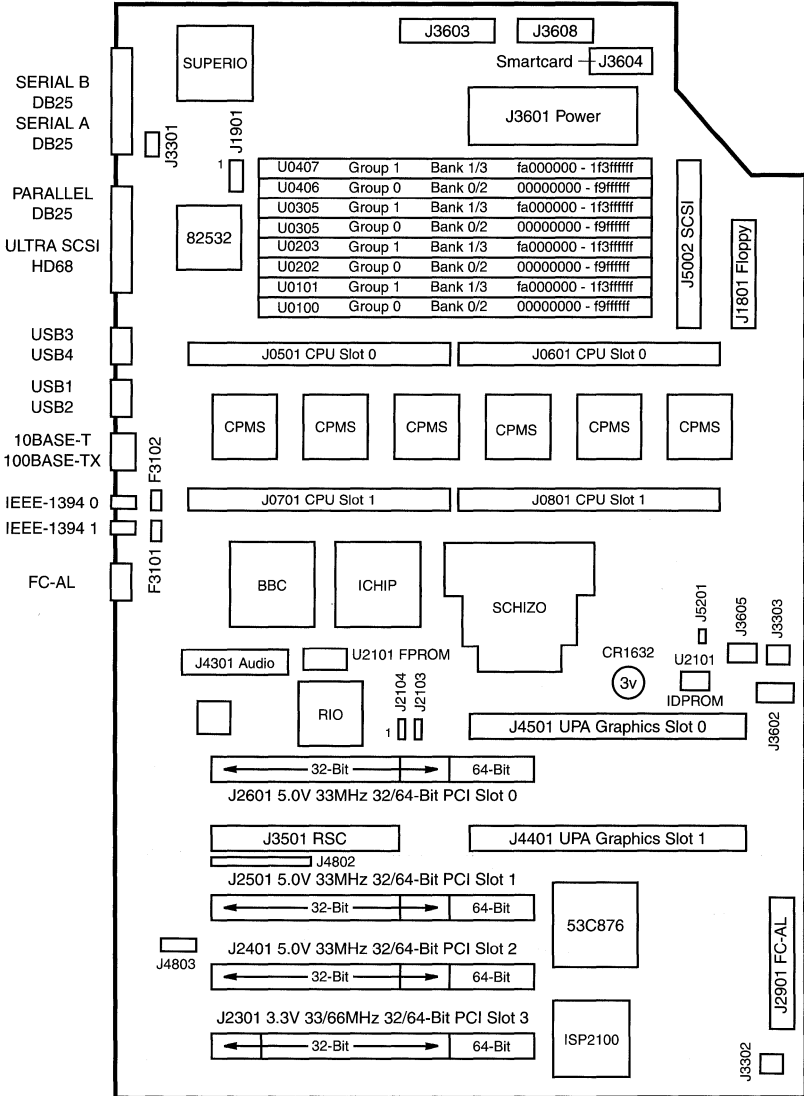 J3603
J3608
Smartcard
J3604
SUPERIO
J3601 Power
SERIAL B
DB25
SERIAL A
DB25
J3301
J1901
1
PARALLEL
DB25
ULTRA SCSI
HD68
82532
U0407 Group 1 Bank 1/3 fa000000 - 1f3ffffff
U0406 Group 0 Bank 0/2 00000000 - f9ffffff
U0305 Group 1 Bank 1/3 fa000000 - 1f3ffffff
U0305 Group 0 Bank 0/2 00000000 - f9ffffff
U0203 Group 1 Bank 1/3 fa000000 - 1f3ffffff
U0202 Group 0 Bank 0/2 00000000 - f9ffffff
U0101 Group 1 Bank 1/3 fa000000 - 1f3ffffff
U0100 Group 0 Bank 0/2 00000000 - f9ffffff
J5002 SCSI
J1801 Floppy
USB3
USB4
J0501 CPU Slot 0
J0601 CPU Slot 0
USB1
USB2
CPMS
CPMS
CPMS
CPMS
CPMS
CPMS
10BASE-T
100BASE-TX
F3102
IEEE-1394 0
IEEE-1394 1
J0701 CPU Slot 1
J0801 CPU Slot 1
F3101
FC-AL
BBC
ICHIP
SCHIZO
J5201
J3605
J3303
J4301 Audio
U2101 FPROM
CR1632
3v
U2101
IDPROM
J3602
RIO
J2104
J2103
1
J4501 UPA Graphics Slot 0
32-Bit
64-Bit
J2601 5.0V 33MHz 32/64-Bit PCI Slot 0
J3501 RSC
J4401 UPA Graphics Slot 1
J4802
J2501 5.0V 33MHz 32/64-Bit PCI Slot 1
32-Bit
64-Bit
53C876
J4803
J2401 5.0V 33MHz 32/64-Bit PCI Slot 2
32-Bit
64-Bit
J2901 FC-AL
J2301 3.3V 33/66MHz 32/64-Bit PCI Slot 3
32-Bit
64-Bit
ISP2100
J3302